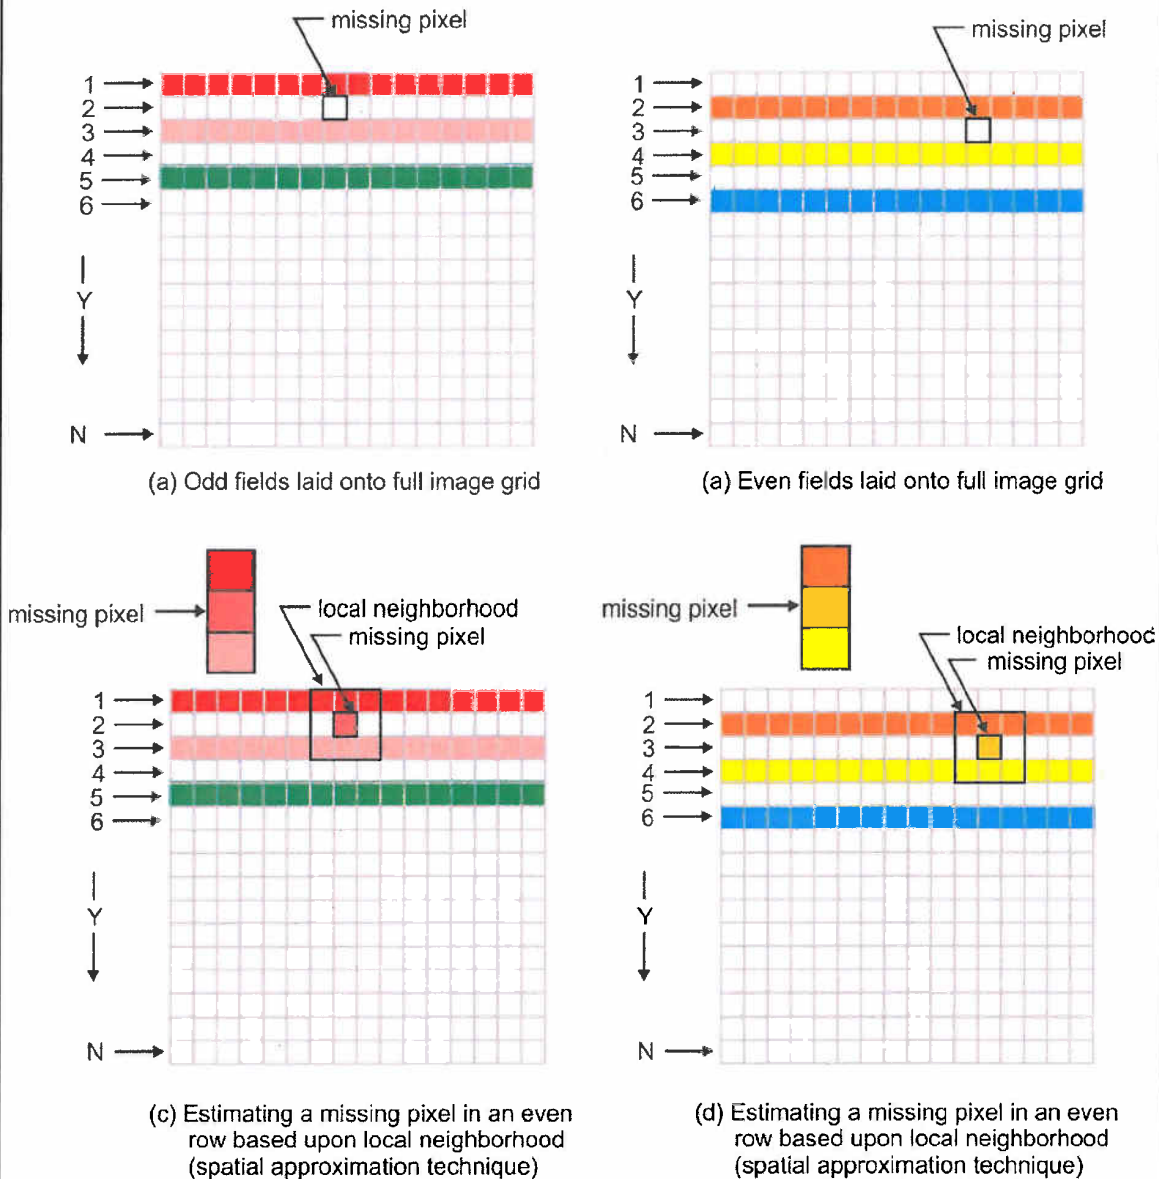 missing pixel
1
2
3
4
5
6
Y
N
(a) Odd fields laid onto full image grid
missing pixel
1
2
3
4
5
6
Y
N
(a) Even fields laid onto full image grid
missing pixel
local neighborhood
missing pixel
1
2
3
4
5
6
Y
N
(c) Estimating a missing pixel in an even
row based upon local neighborhood
(spatial approximation technique)
missing pixel
local neighborhood
missing pixel
1
2
3
4
5
6
Y
N
(d) Estimating a missing pixel in an even
row based upon local neighborhood
(spatial approximation technique)